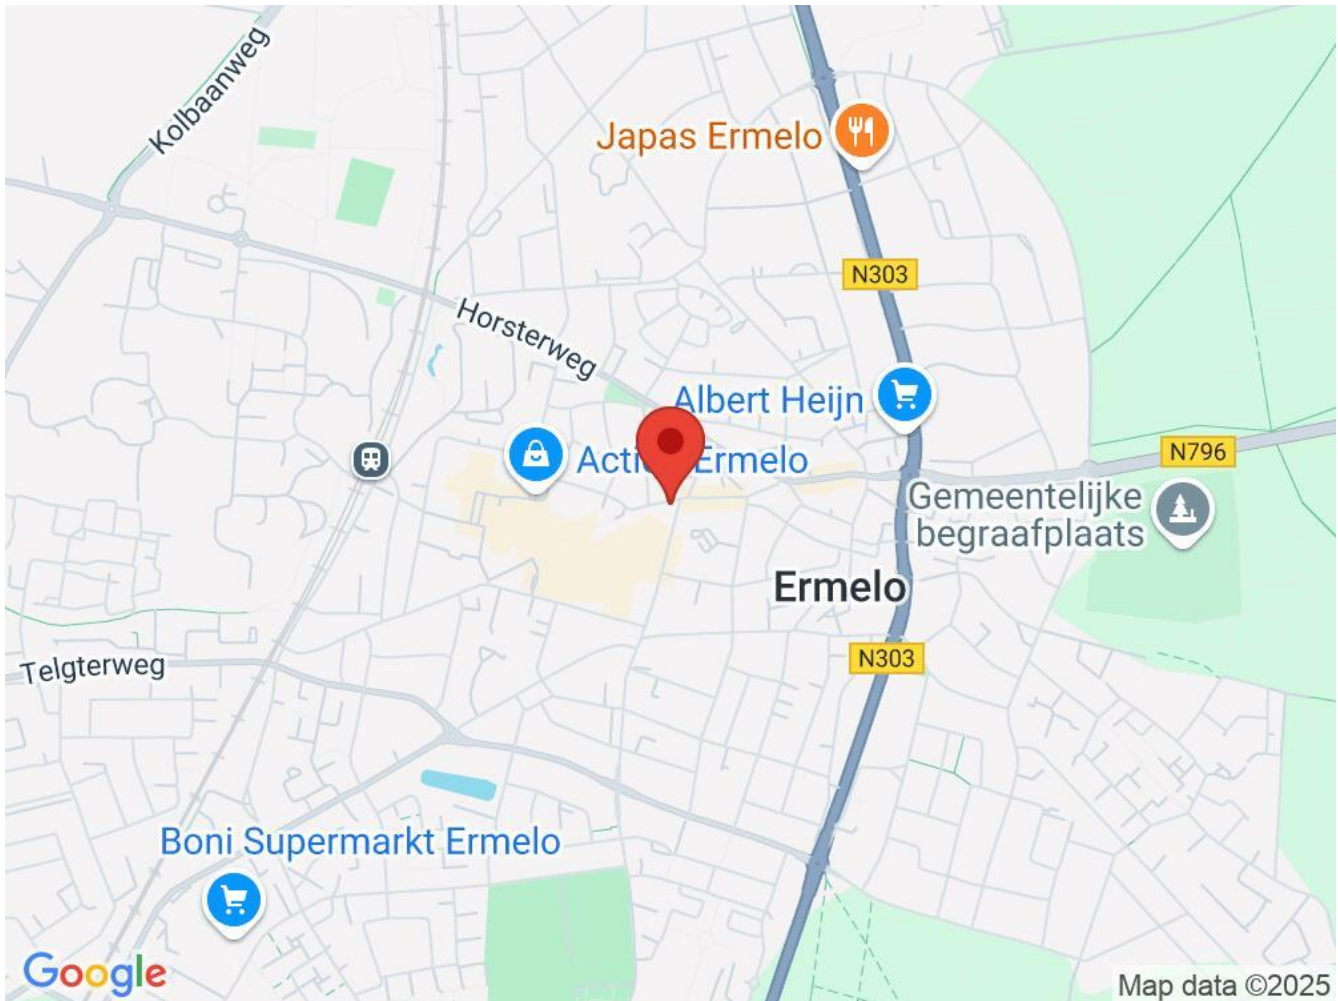 Kolbaanweg
Japas Ermelo
N303
Horsterweg
Albert Heijn
Ermelo
N796
Gemeentelijke
begraafplaats
Ermelo
N303
Telgterweg
Boni Supermarkt Ermelo
Google
Map data ©2025